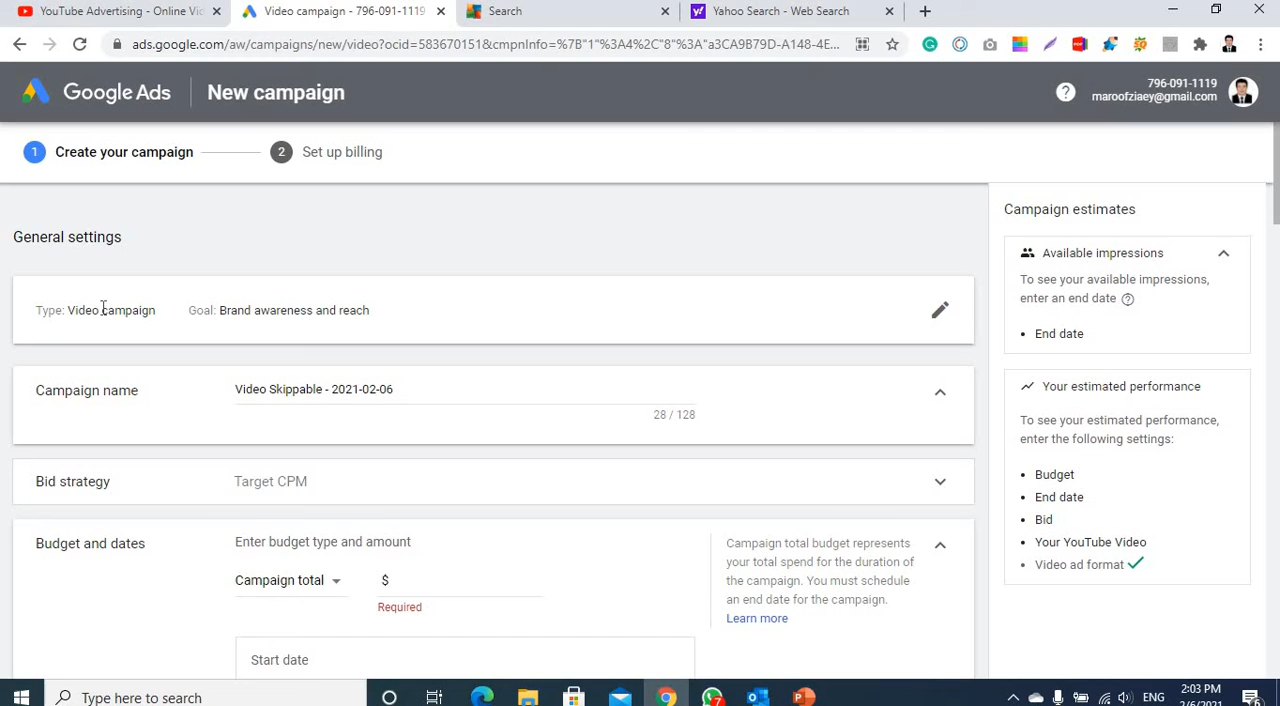 YouTube Advertising - Online Vi
Video campaign - 796-091-1119
Search
Yahoo Search - Web Search
ads.google.com/aw/campaigns/new/video?ocid=583670151&cmpnInfo=%7B"1"%3A4%2C"8"%3A"a3CA9B79D-A148-4E...
Google Ads
New campaign
796-091-1119
maroofziaey@gmail.com
1 Create your campaign
2 Set up billing
General settings
Type: Video campaign
Goal: Brand awareness and reach
Campaign name
Video Skippable - 2021-02-06
28 / 128
Bid strategy
Target CPM
Budget and dates
Enter budget type and amount
Campaign total
$
Required
Campaign total budget represents
your total spend for the duration of
the campaign. You must schedule
an end date for the campaign.
Learn more
Start date
Campaign estimates
Available impressions
To see your available impressions,
enter an end date
• End date
Your estimated performance
To see your estimated performance,
enter the following settings:
• Budget
• End date
• Bid
• Your YouTube Video
• Video ad format
Type here to search
7
ENG
2:03 PM
2/6/2021
6